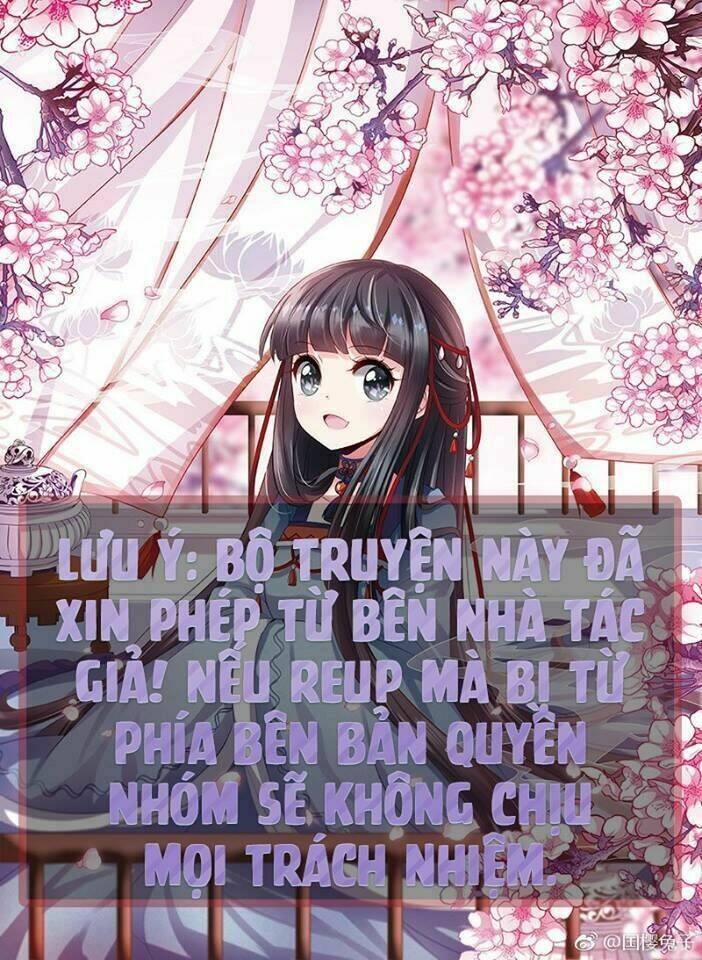 LƯU Ý: BỘ TRUYỆN NÀY ĐÃ
XIN PHÉP TỪ BÊN NHÀ TÁC
GIẢ! NẾU REUP MÀ BỊ TỪ
PHÍA BÊN BẢN QUYỀN
NHÓM SẼ KHÔNG CHỊU
MỌI TRÁCH NHIỆM.
@国樱兔子